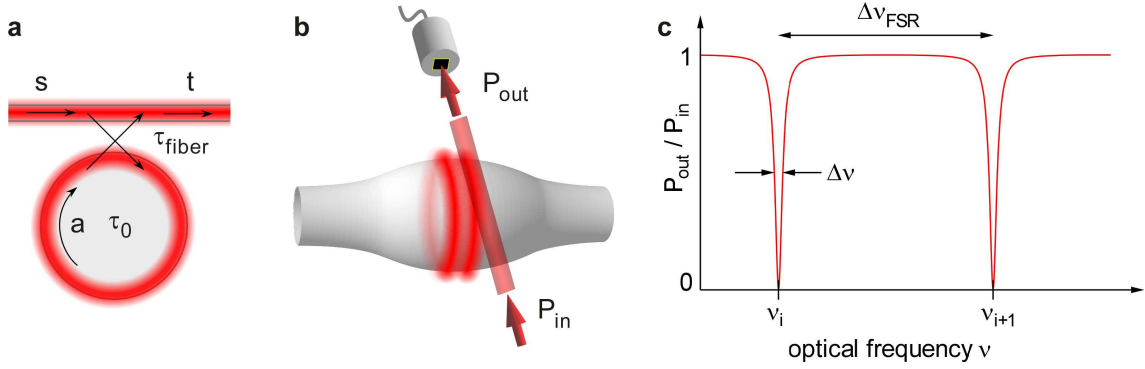 a
s t
τfiber
a τ0
b
Pout
Pin
c
ΔνFSR
1
Pout / Pin
Δν
0
νi νi+1
optical frequency ν